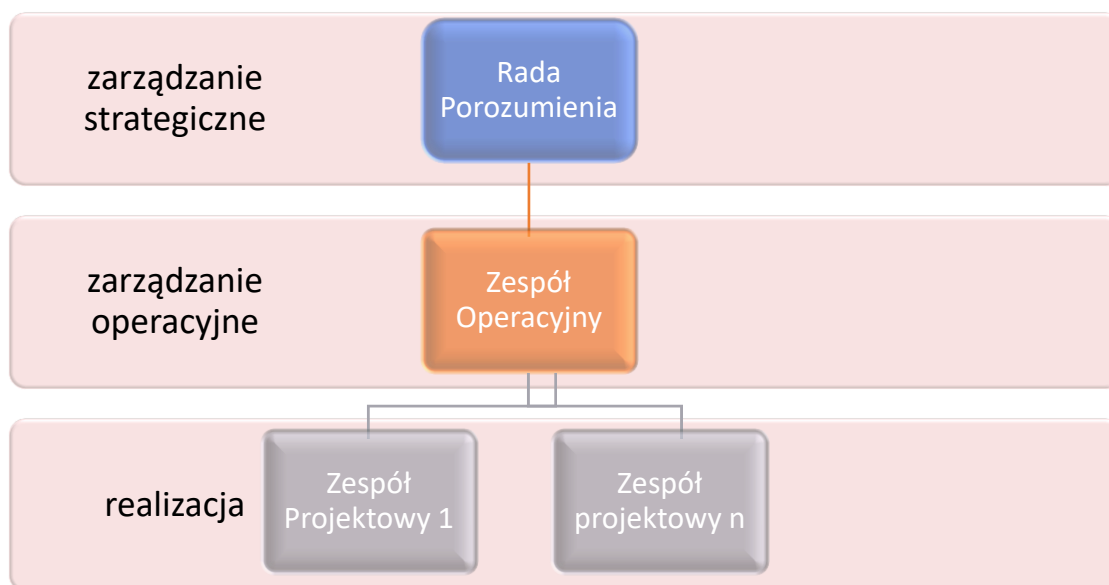 zarządzanie
strategiczne
Rada
Porozumienia
zarządzanie
operacyjne
Zespół
Operacyjny
realizacja
Zespół
Projektowy 1
Zespół
projektowy n